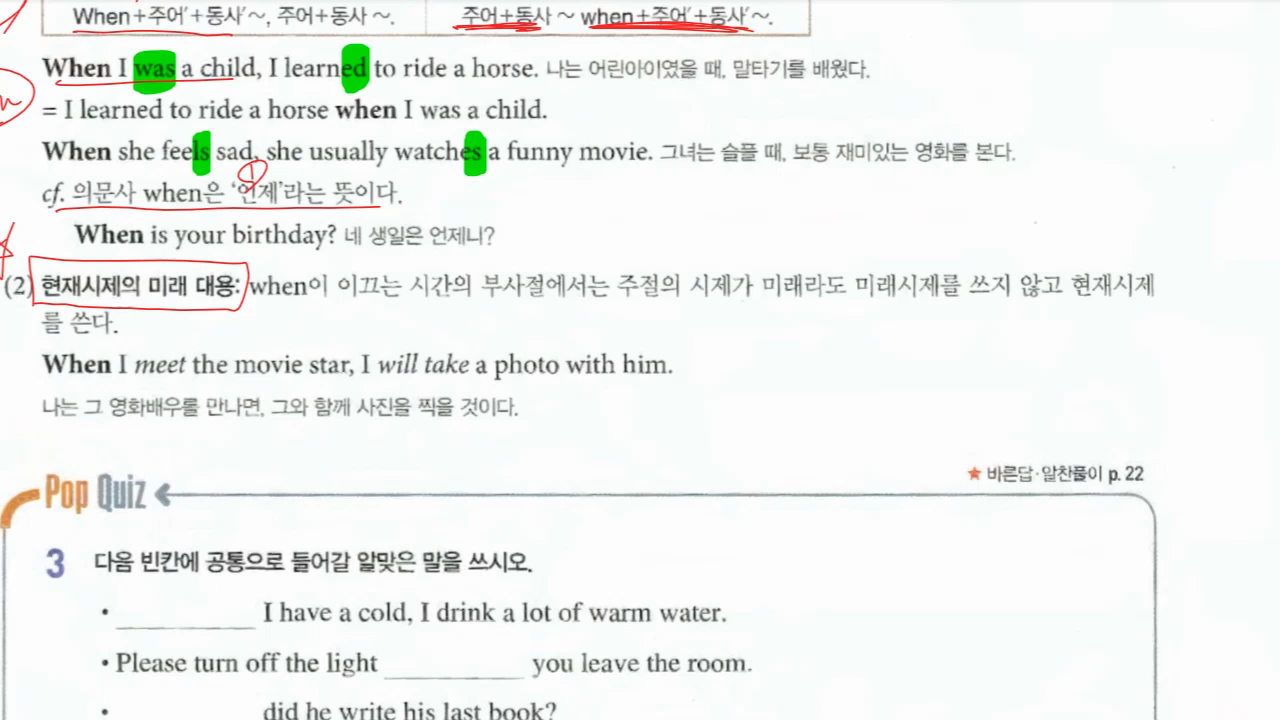 When+주어′+동사′~, 주어+동사 ~. 주어+동사 ~ when+주어′+동사′~.
When I was a child, I learned to ride a horse. 나는 어린아이였을 때, 말타기를 배웠다.
= I learned to ride a horse when I was a child.
When she feels sad, she usually watches a funny movie. 그녀는 슬플 때, 보통 재미있는 영화를 본다.
cf. 의문사 when은 ‘언제’라는 뜻이다.
When is your birthday? 네 생일은 언제니?
(2) 현재시제의 미래 대용: when이 이끄는 시간의 부사절에서는 주절의 시제가 미래라도 미래시제를 쓰지 않고 현재시제
를 쓴다.
When I meet the movie star, I will take a photo with him.
나는 그 영화배우를 만나면, 그와 함께 사진을 찍을 것이다.
★ 바른답·알찬풀이 p. 22
Pop Quiz
3 다음 빈칸에 공통으로 들어갈 알맞은 말을 쓰시오.
• __________ I have a cold, I drink a lot of warm water.
• Please turn off the light __________ you leave the room.
• __________ did he write his last book?